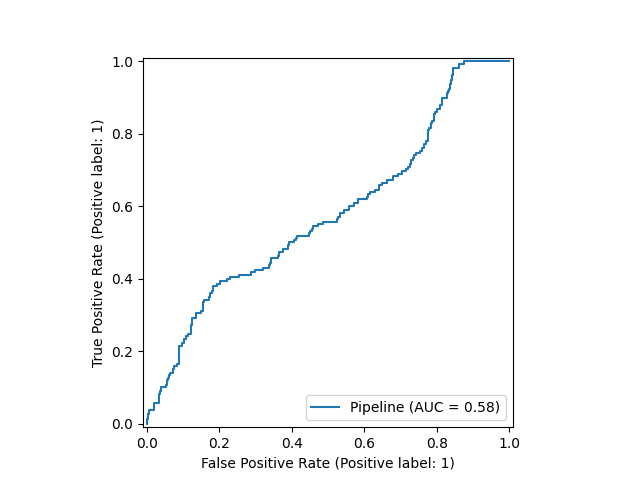 1.0
0.8
0.6
0.4
0.2
0.0
True Positive Rate (Positive label: 1)
Pipeline (AUC = 0.58)
0.0 0.2 0.4 0.6 0.8 1.0
False Positive Rate (Positive label: 1)